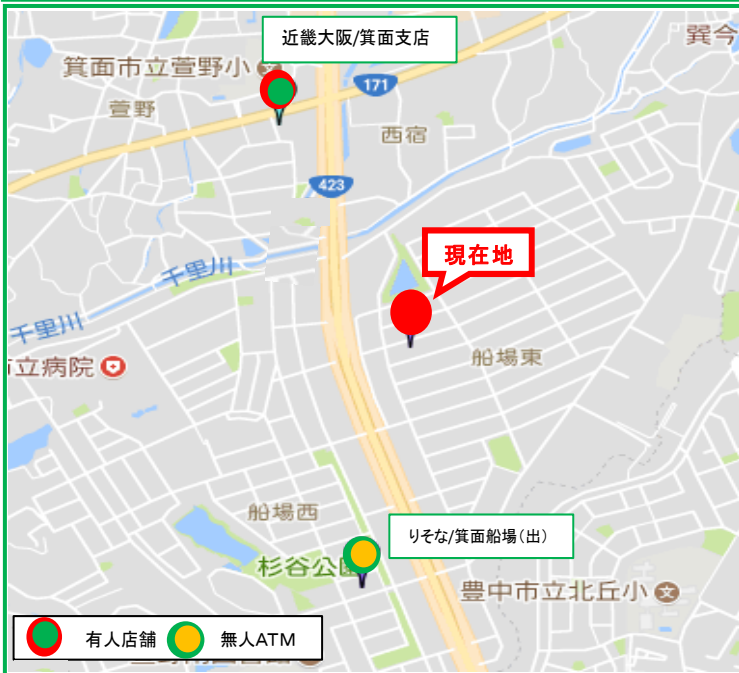 近畿大阪/箕面支店
巽今
箕面市立萱野小
171
萱野
西宿
423
現在地
千里川
千里川
市立病院
船場東
船場西
りそな/箕面船場(出)
杉谷公園
豊中市立北丘小
有人店舗
無人ATM